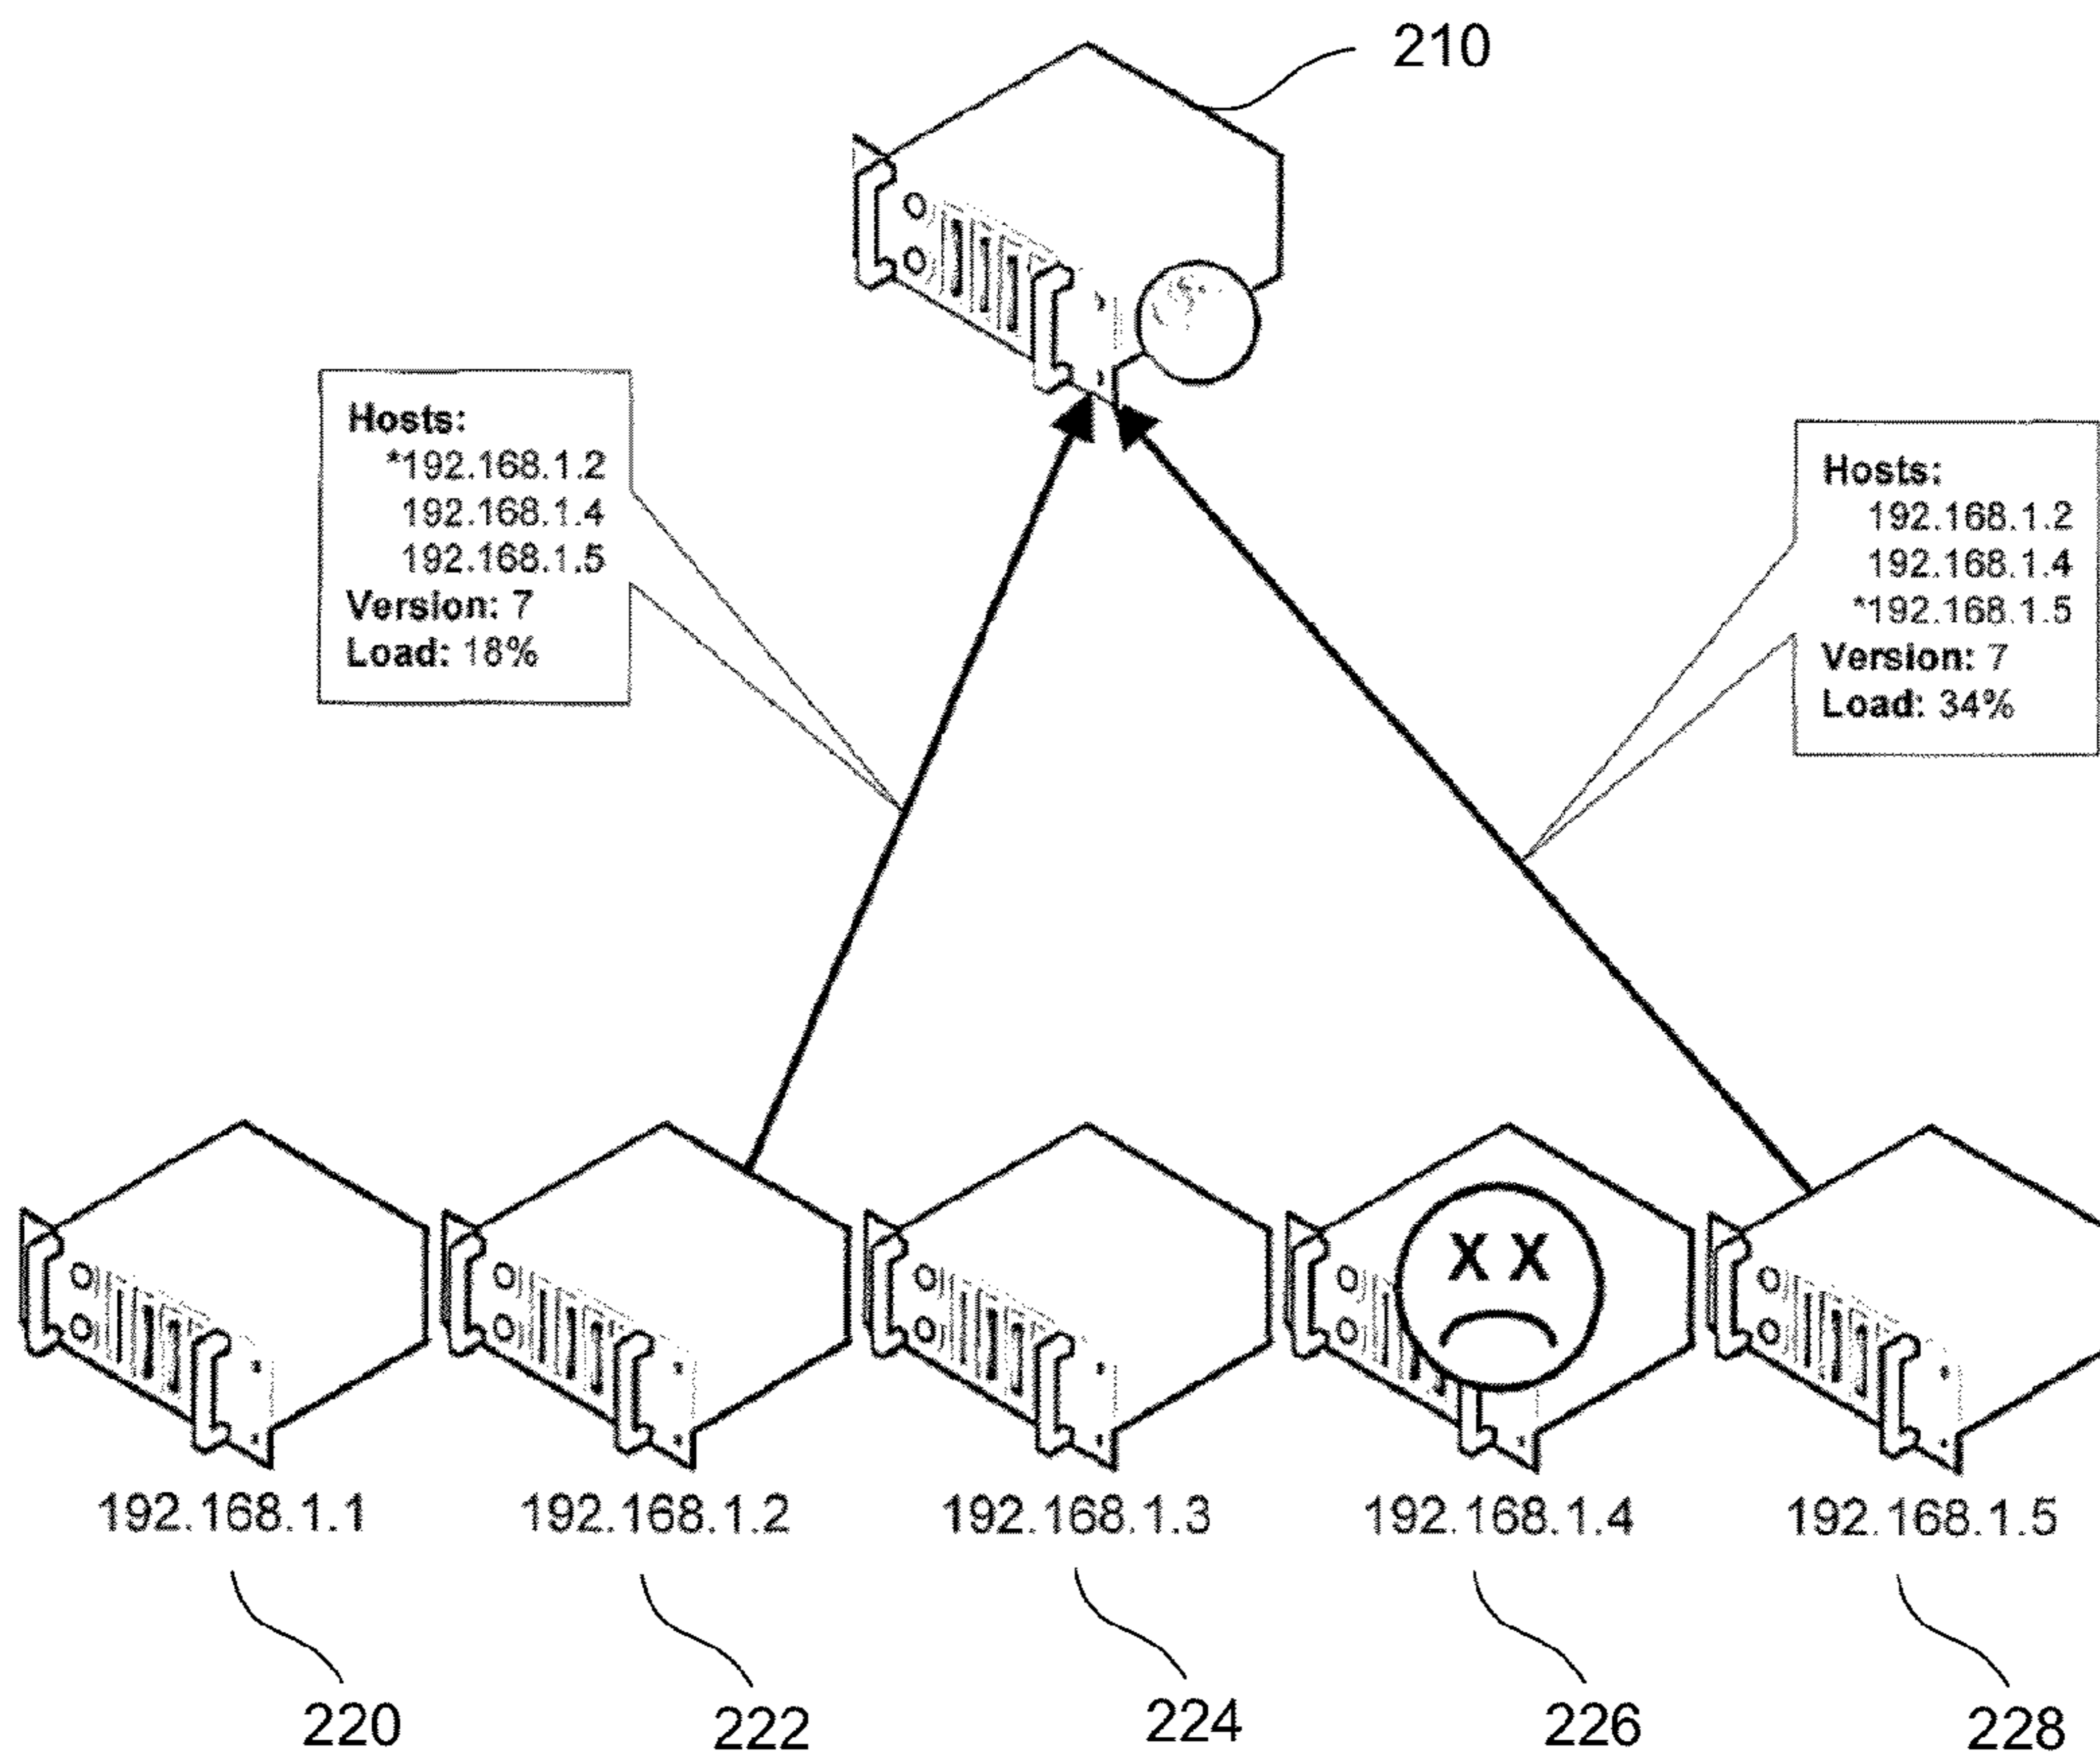 210
Hosts:
*192.168.1.2
192.168.1.4
192.168.1.5
Version: 7
Load: 18%
Hosts:
192.168.1.2
192.168.1.4
*192.168.1.5
Version: 7
Load: 34%
X X
192.168.1.1
192.168.1.2
192.168.1.3
192.168.1.4
192.168.1.5
220
222
224
226
228